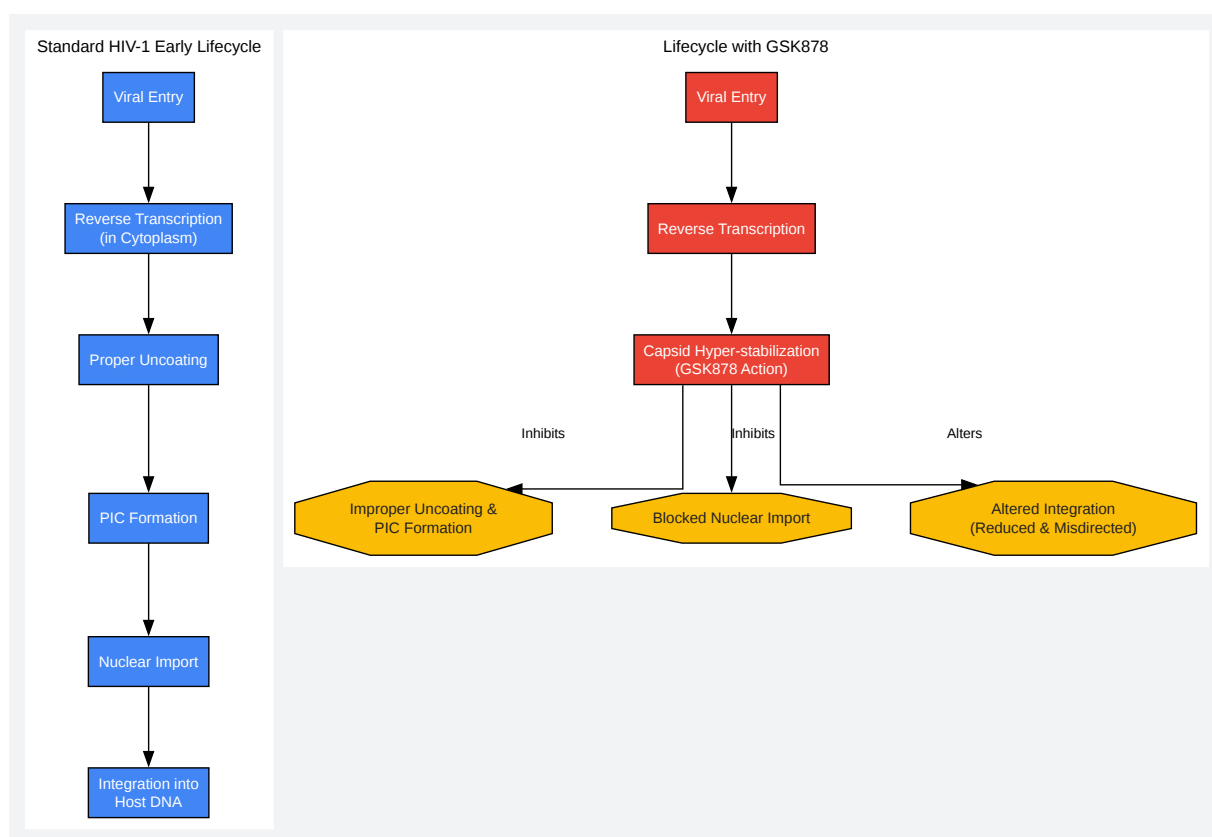 Standard HIV-1 Early Lifecycle
Viral Entry
Reverse Transcription
(in Cytoplasm)
Proper Uncoating
PIC Formation
Nuclear Import
Integration into
Host DNA
Lifecycle with GSK878
Viral Entry
Reverse Transcription
Capsid Hyper-stabilization
(GSK878 Action)
Inhibits
Inhibits
Alters
Improper Uncoating &
PIC Formation
Blocked Nuclear Import
Altered Integration
(Reduced & Misdirected)